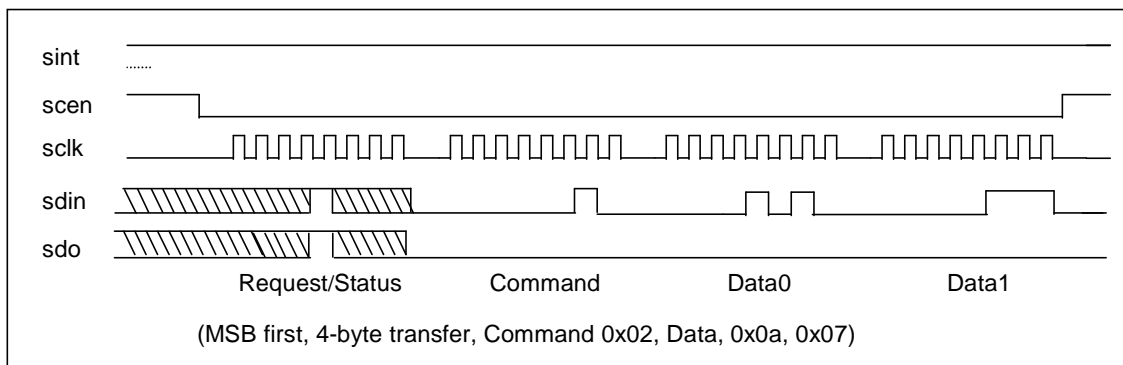 sint
scen
sclk
sdin
sdo
Request/Status Command Data0 Data1
(MSB first, 4-byte transfer, Command 0x02, Data, 0x0a, 0x07)